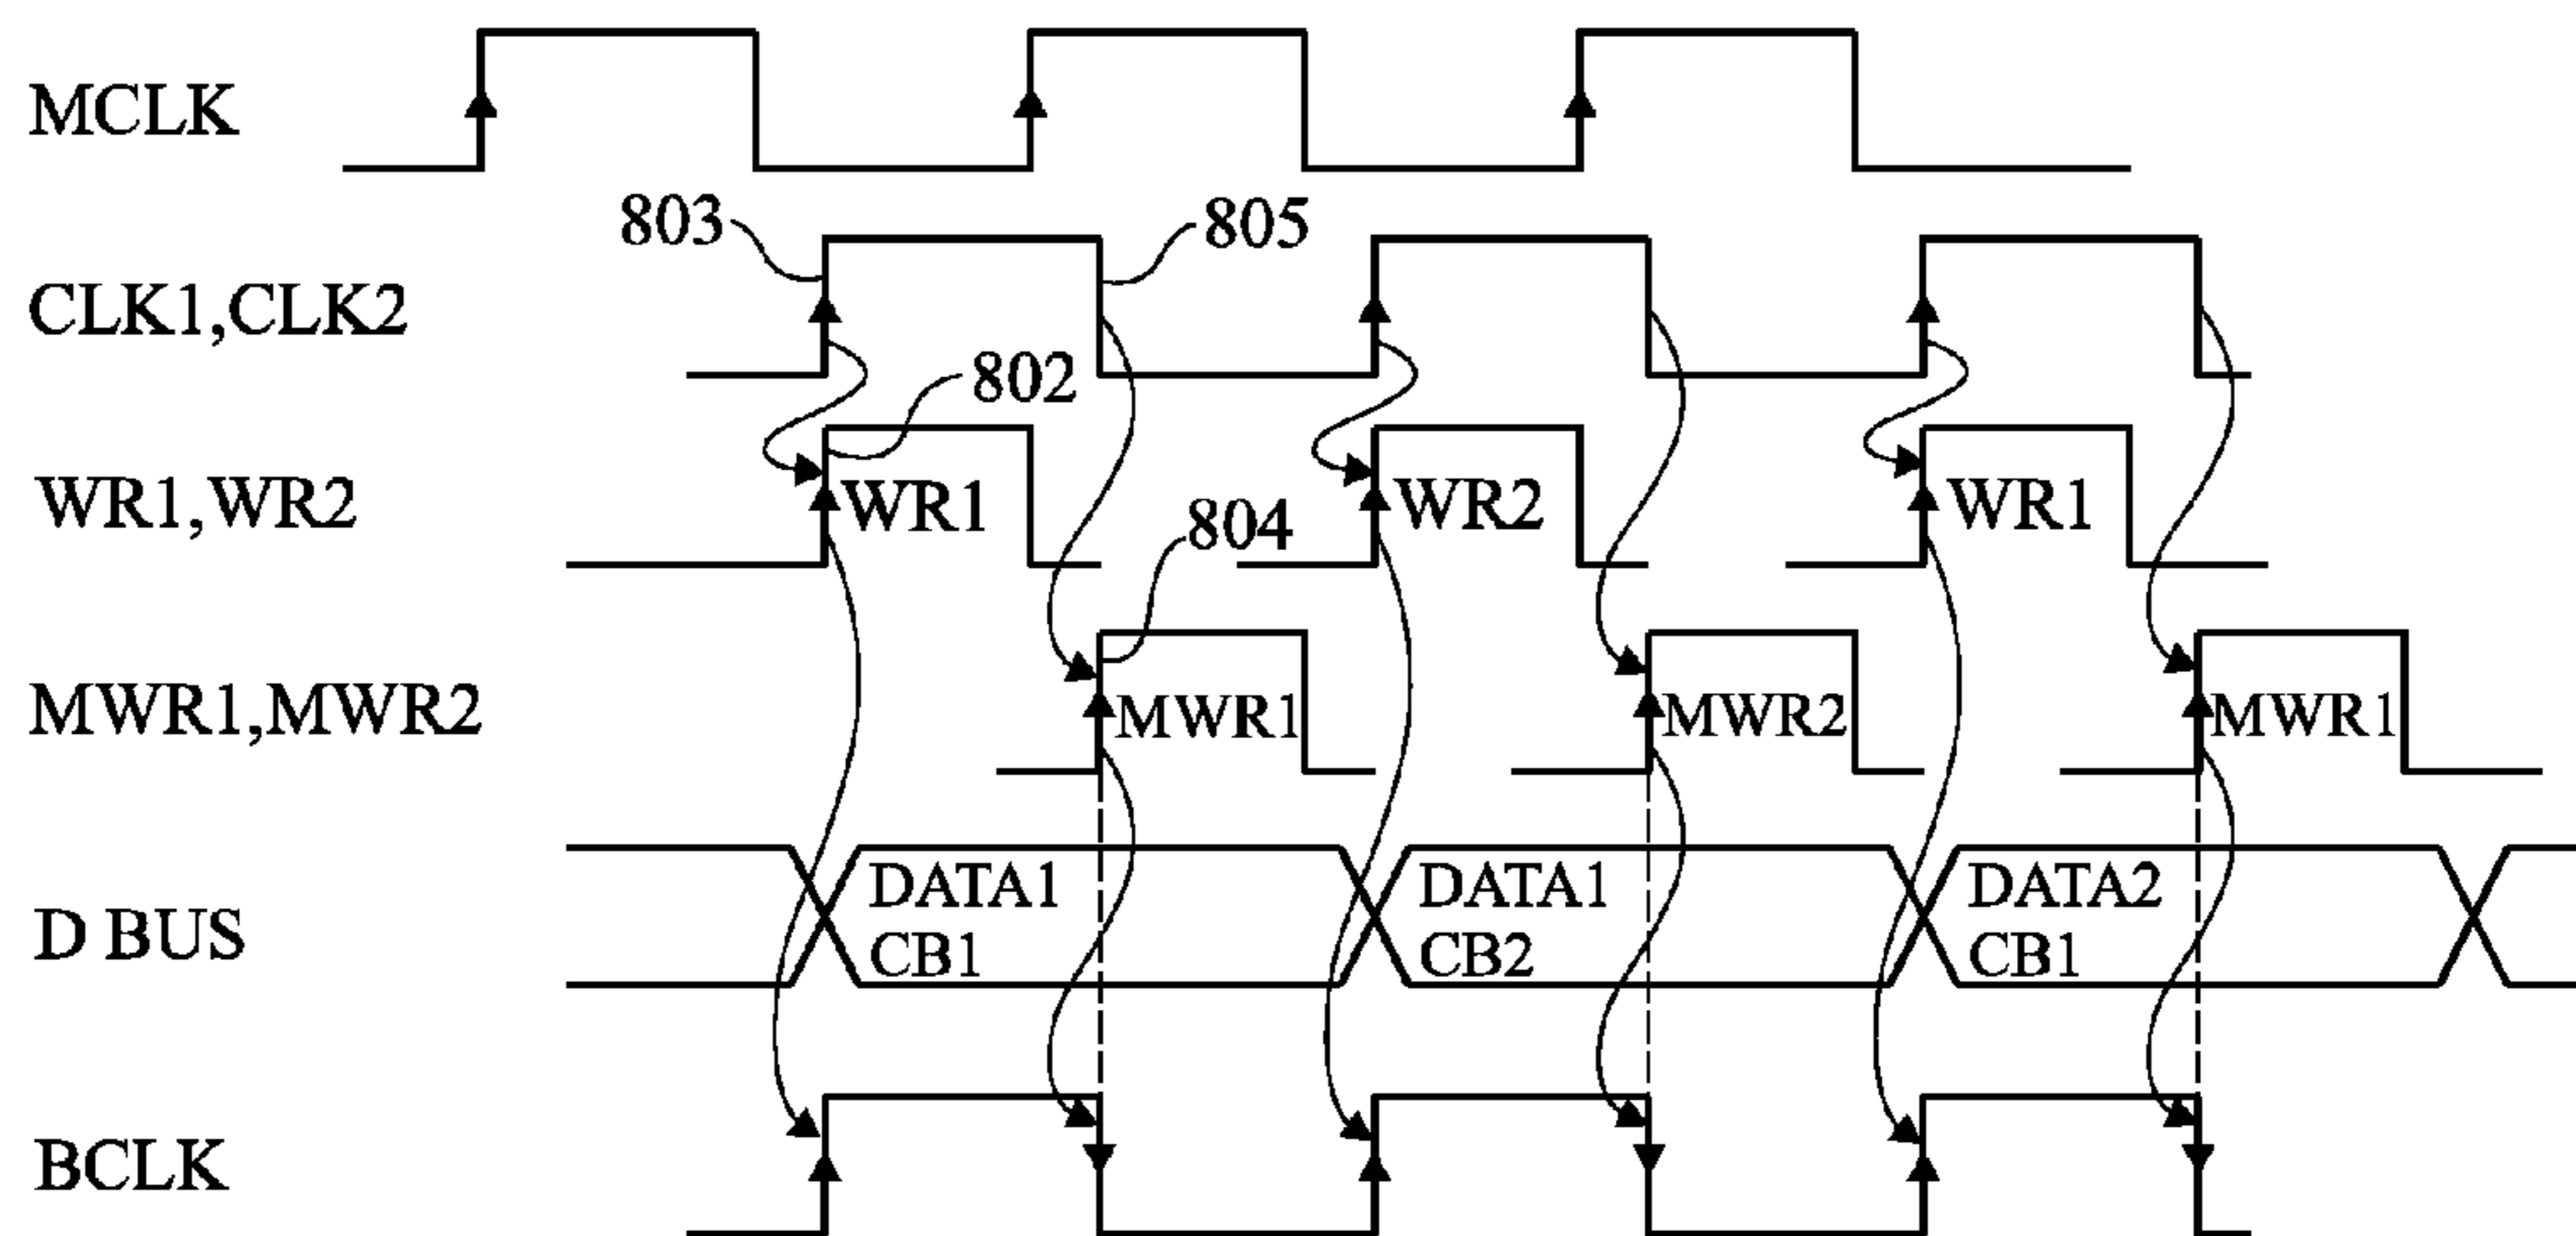 MCLK
803
805
CLK1,CLK2
802
WR1,WR2
WR1
WR2
WR1
804
MWR1,MWR2
MWR1
MWR2
MWR1
D BUS
DATA1
CB1
DATA1
CB2
DATA2
CB1
BCLK